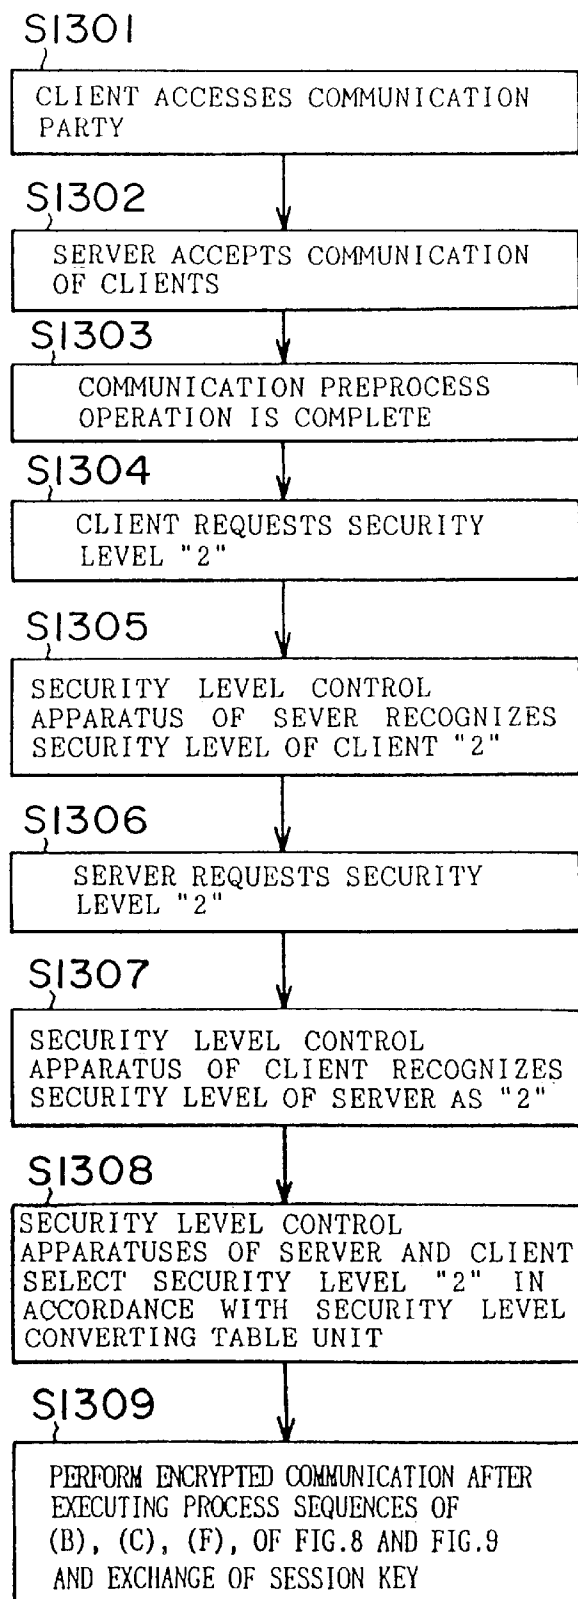 S1301
CLIENT ACCESSES COMMUNICATION
PARTY
S1302
SERVER ACCEPTS COMMUNICATION
OF CLIENTS
S1303
COMMUNICATION PREPROCESS
OPERATION IS COMPLETE
S1304
CLIENT REQUESTS SECURITY
LEVEL "2"
S1305
SECURITY LEVEL CONTROL
APPARATUS OF SEVER RECOGNIZES
SECURITY LEVEL OF CLIENT "2"
S1306
SERVER REQUESTS SECURITY
LEVEL "2"
S1307
SECURITY LEVEL CONTROL
APPARATUS OF CLIENT RECOGNIZES
SECURITY LEVEL OF SERVER AS "2"
S1308
SECURITY LEVEL CONTROL
APPARATUSES OF SERVER AND CLIENT
SELECT SECURITY LEVEL "2" IN
ACCORDANCE WITH SECURITY LEVEL
CONVERTING TABLE UNIT
S1309
PERFORM ENCRYPTED COMMUNICATION AFTER
EXECUTING PROCESS SEQUENCES OF
(B), (C), (F), OF FIG.8 AND FIG.9
AND EXCHANGE OF SESSION KEY